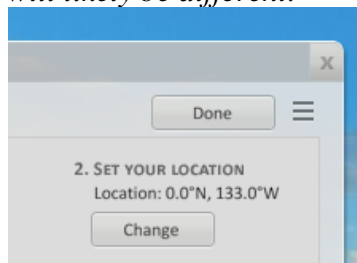 will likely be different.
x
Done
2. SET YOUR LOCATION
Location: 0.0°N, 133.0°W
Change